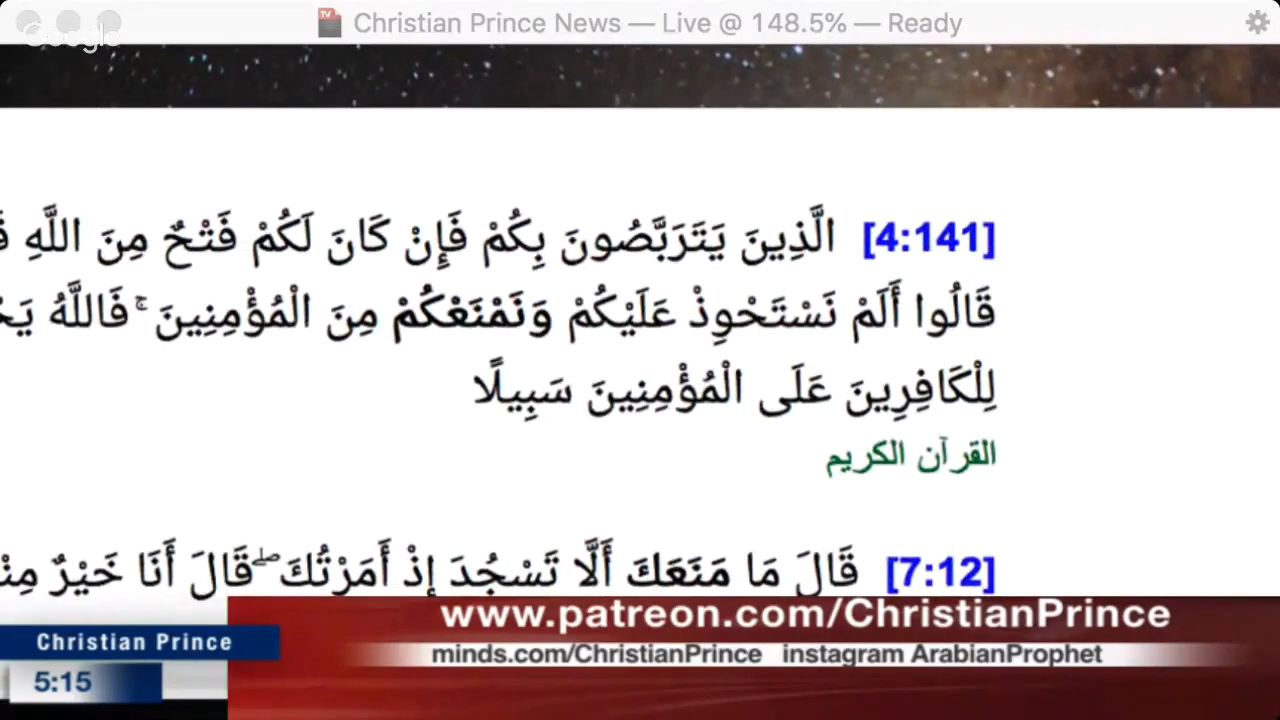 Christian Prince News — Live @ 148.5% — Ready
Google
[4:141] الَّذِينَ يَتَرَبَّصُونَ بِكُمْ فَإِنْ كَانَ لَكُمْ فَتْحٌ مِنَ اللَّهِ
قَالُوا أَلَمْ نَسْتَحْوِذْ عَلَيْكُمْ وَنَمْنَعْكُمْ مِنَ الْمُؤْمِنِينَ ۚ فَاللَّهُ
لِلْكَافِرِينَ عَلَى الْمُؤْمِنِينَ سَبِيلًا
القرآن الكريم
[7:12] قَالَ مَا مَنَعَكَ أَلَّا تَسْجُدَ إِذْ أَمَرْتُكَ ۖ قَالَ أَنَا خَيْرٌ
www.patreon.com/ChristianPrince
Christian Prince
minds.com/ChristianPrince instagram ArabianProphet
5:15